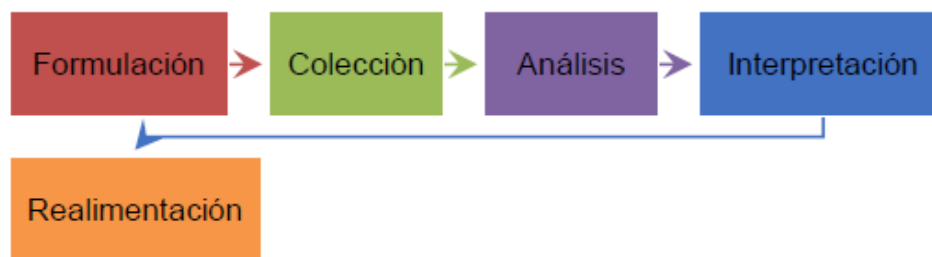 Formulación
Colecciòn
Análisis
Interpretación
Realimentación